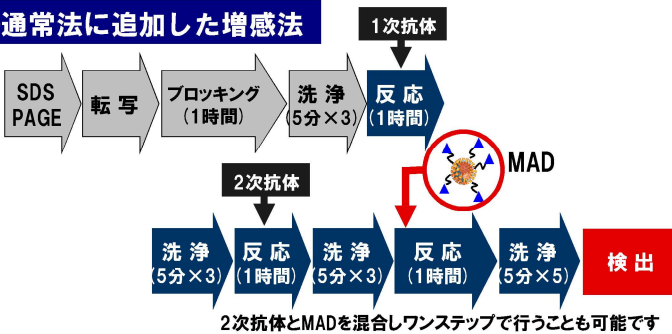 通常法に追加した増感法
1次抗体
SDS
PAGE
転写
ブロッキング
(1時間)
洗浄
(5分×3)
反応
(1時間)
MAD
2次抗体
洗浄
(5分×3)
反応
(1時間)
洗浄
(5分×3)
反応
(1時間)
洗浄
(5分×5)
検出
2次抗体とMADを混合しワンステップで行うことも可能です